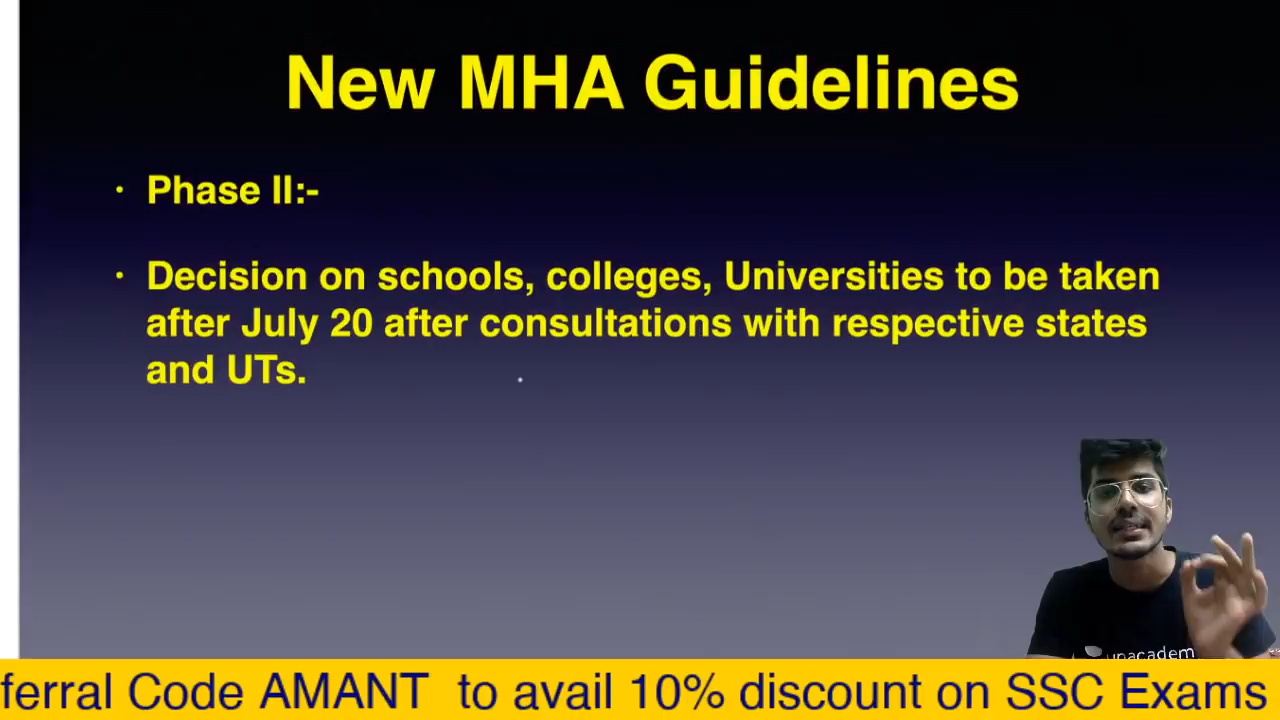 New MHA Guidelines
· Phase II:-
· Decision on schools, colleges, Universities to be taken
after July 20 after consultations with respective states
and UTs.
unacadem
ferral Code AMANT to avail 10% discount on SSC Exams